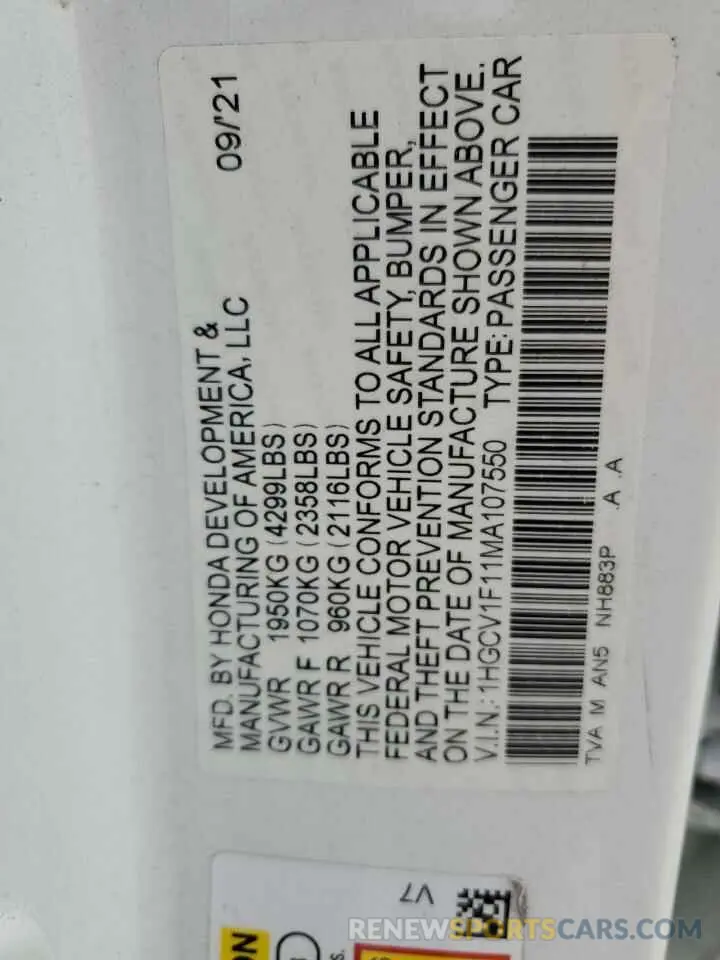 MFD. BY HONDA DEVELOPMENT &
MANUFACTURING OF AMERICA, LLC 09/'21
GVWR 1950KG (4299LBS)
GAWR F 1070KG (2358LBS)
GAWR R 960KG (2116LBS)
THIS VEHICLE CONFORMS TO ALL APPLICABLE
FEDERAL MOTOR VEHICLE SAFETY, BUMPER,
AND THEFT PREVENTION STANDARDS IN EFFECT
ON THE DATE OF MANUFACTURE SHOWN ABOVE.
V.I.N.: 1HGCV1F11MA107550 TYPE: PASSENGER CAR
TVA M AN5 NH883P A .A
V7
RENEWSPORTSCARS.COM